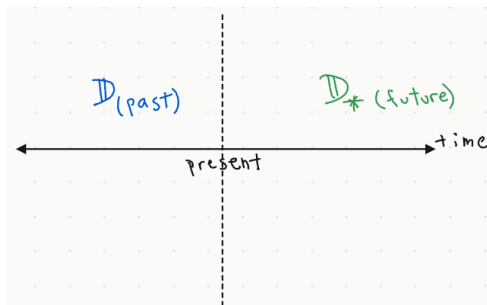 𝔻(past)
𝔻* (future)
time
present